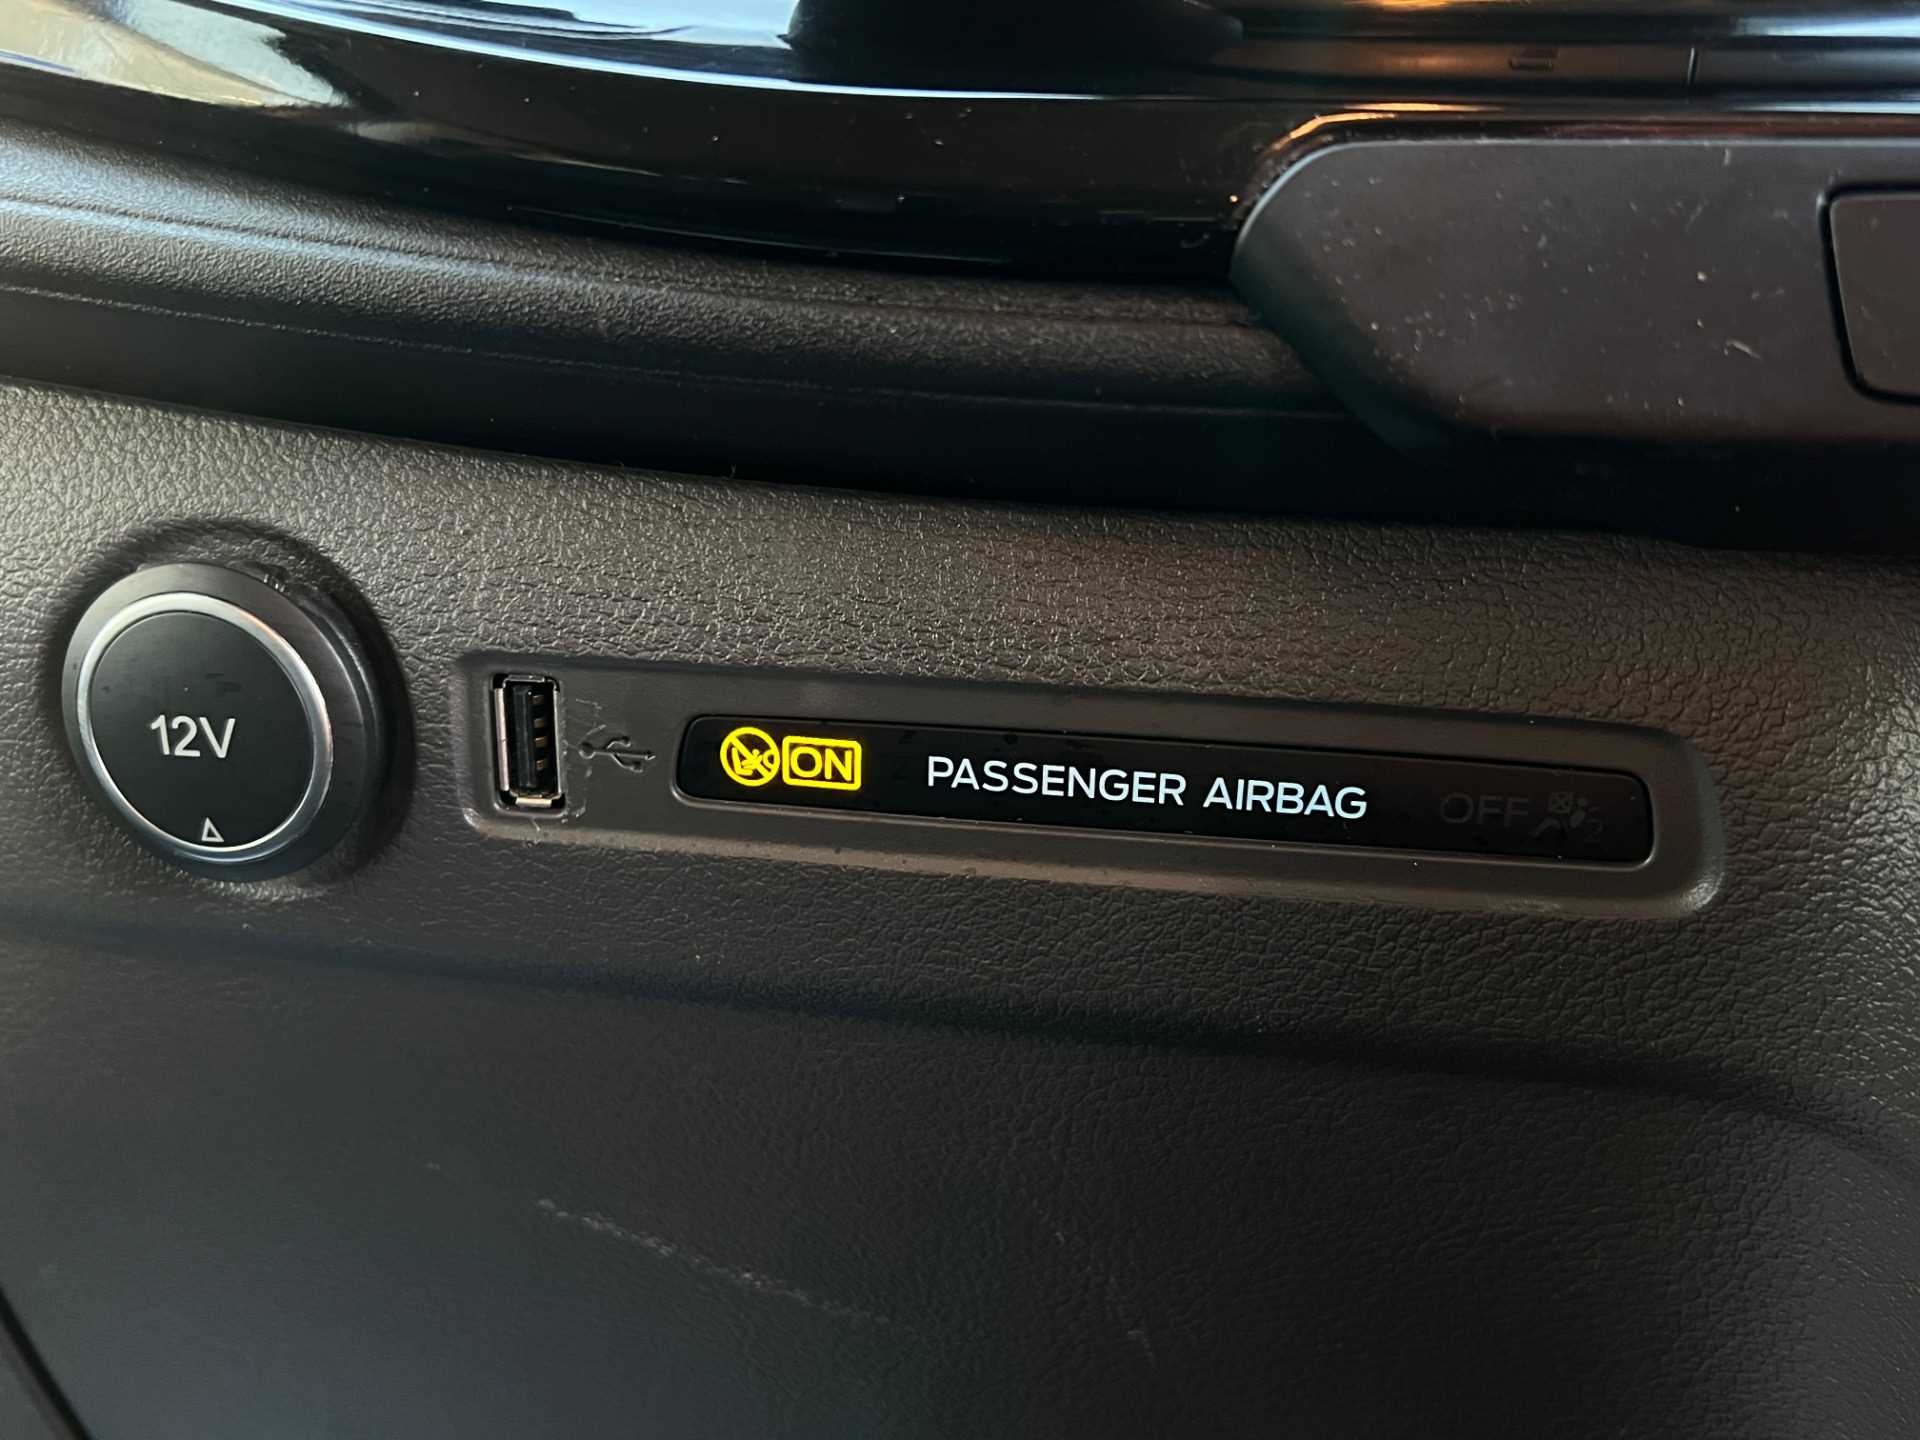 12V
ON PASSENGER AIRBAG OFF